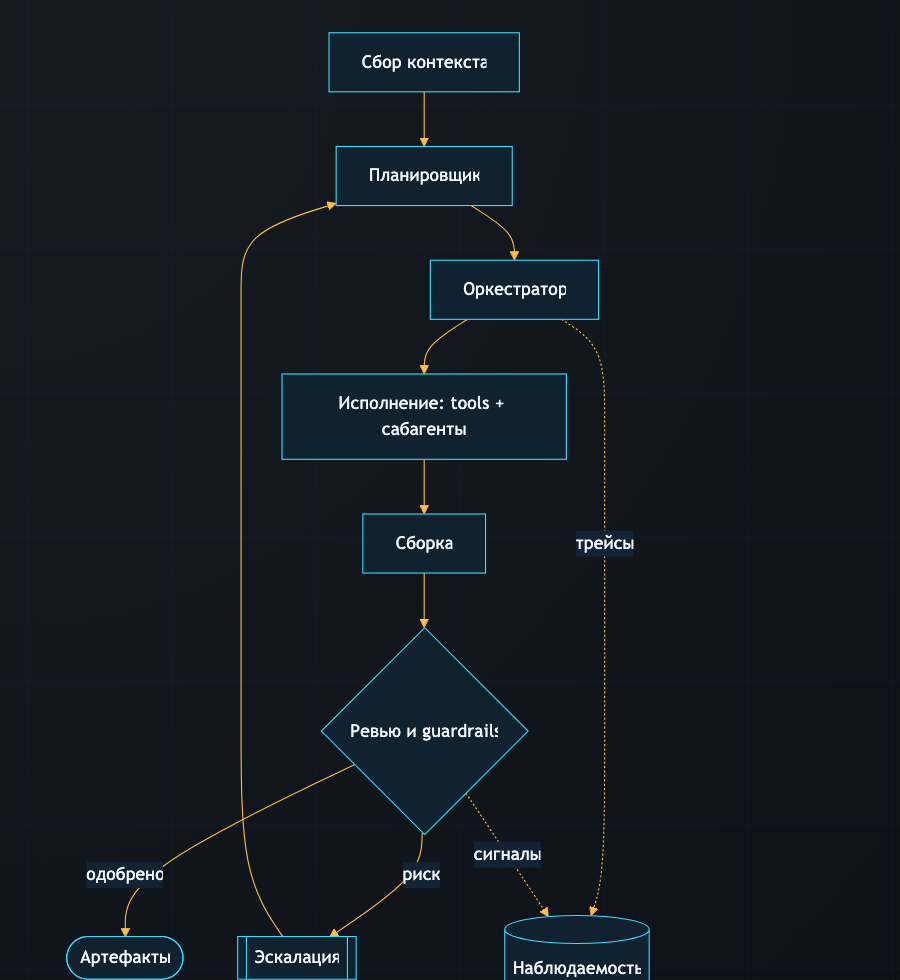 Сбор контекста
Планировщик
Оркестратор
Исполнение: tools +
сабагенты
трейсы
Сборка
Ревью и guardrails
сигналы
одобрено
риск
Артефакты
Эскалация
Наблюдаемость